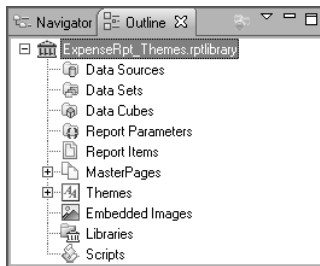 Navigator Outline
ExpenseRpt_Themes.rptlibrary
Data Sources
Data Sets
Data Cubes
Report Parameters
Report Items
MasterPages
Themes
Embedded Images
Libraries
Scripts